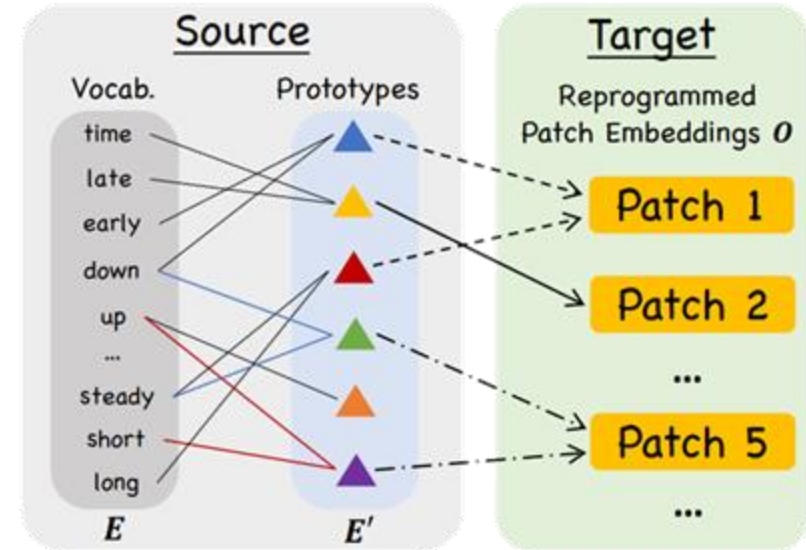 Source
Vocab.
time
late
early
down
up
...
steady
short
long
E
Prototypes
E'
Target
Reprogrammed
Patch Embeddings O
Patch 1
Patch 2
...
Patch 5
...